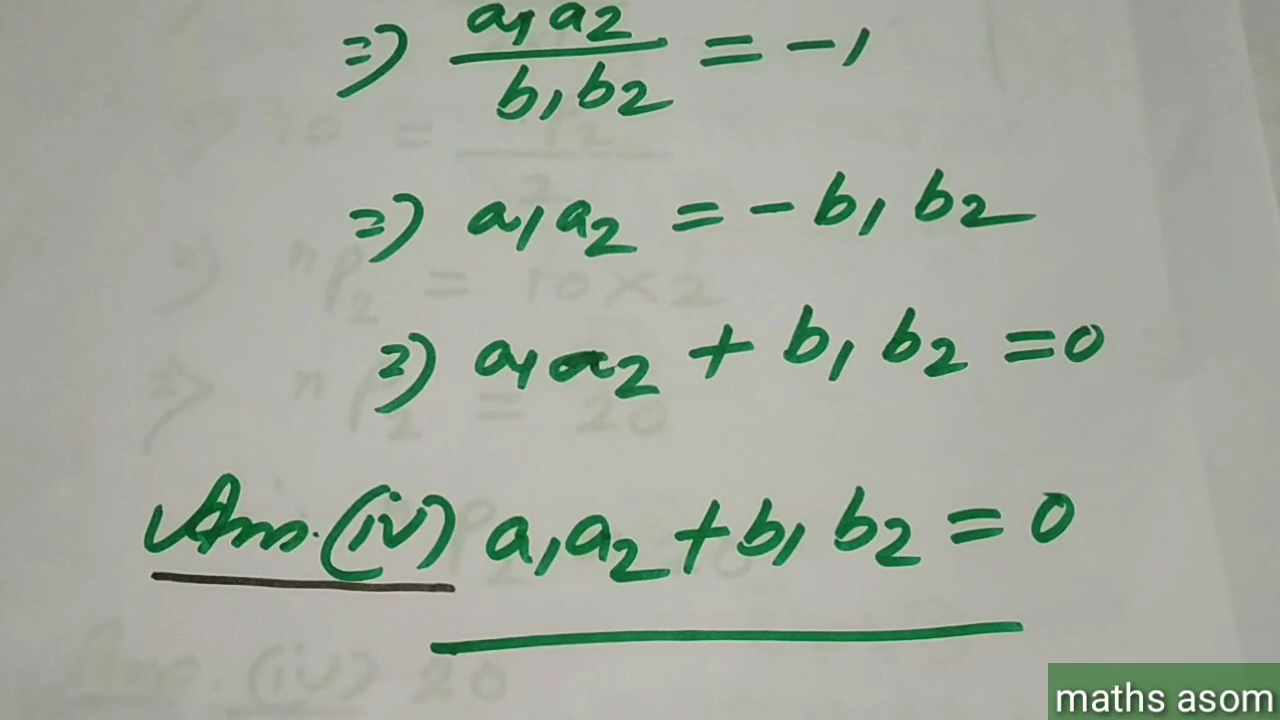 ⇒ a₁a₂/b₁b₂ = -1
⇒ a₁a₂ = -b₁b₂
⇒ a₁a₂ + b₁b₂ = 0
Ans. (iv) a₁a₂ + b₁b₂ = 0
maths asom